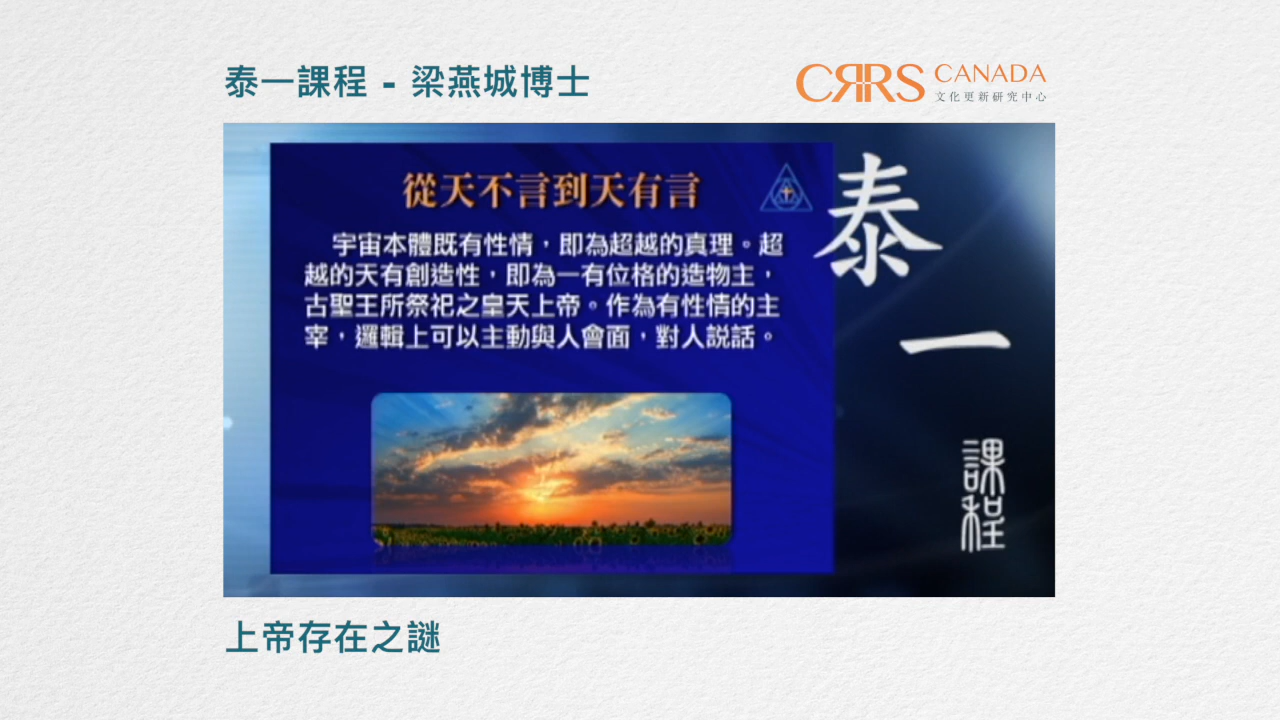 泰一課程 - 梁燕城博士
CRRS CANADA
文化更新研究中心
從天不言到天有言
宇宙本體既有性情，即為超越的真理。超
越的天有創造性，即為一有位格的造物主，
古聖王所祭祀之皇天上帝。作為有性情的主
宰，邏輯上可以主動與人會面，對人説話。
泰一
課程
上帝存在之謎